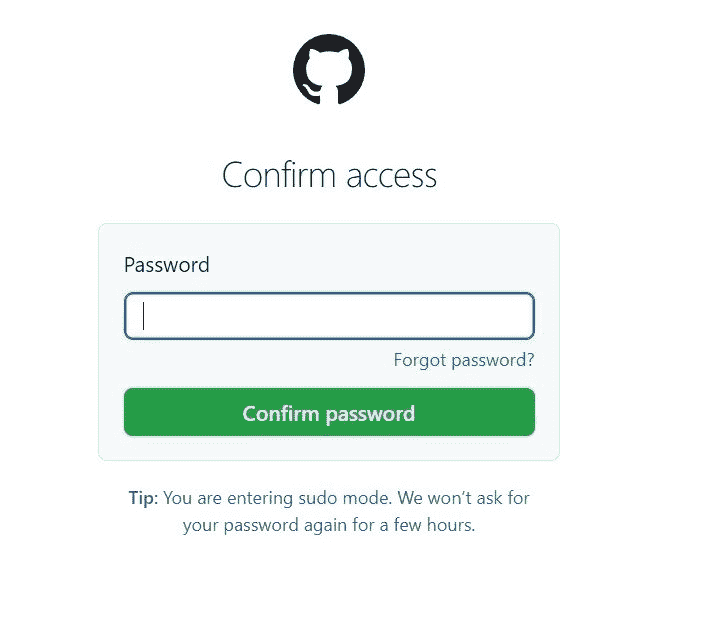 Confirm access
Password
Forgot password?
Confirm password
Tip: You are entering sudo mode. We won't ask for
your password again for a few hours.